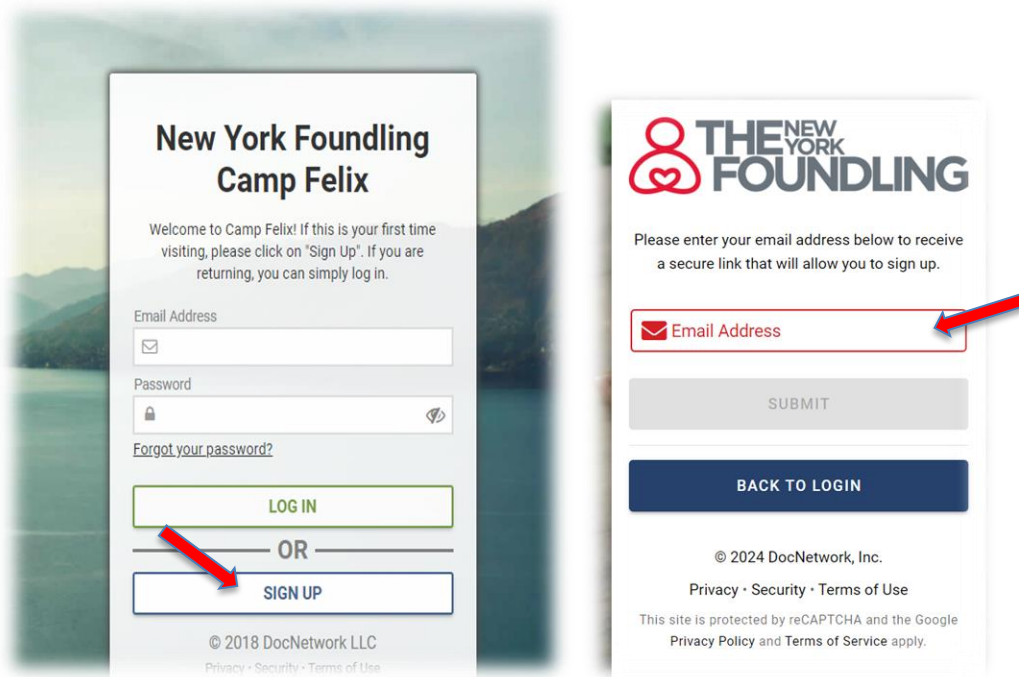 New York Foundling
Camp Felix
Welcome to Camp Felix! If this is your first time
visiting, please click on "Sign Up". If you are
returning, you can simply log in.
Email Address
Password
Forgot your password?
LOG IN
OR
SIGN UP
© 2018 DocNetwork LLC
Privacy • Security • Terms of Use
THE NEW YORK
FOUNDLING
Please enter your email address below to receive
a secure link that will allow you to sign up.
Email Address
SUBMIT
BACK TO LOGIN
© 2024 DocNetwork, Inc.
Privacy • Security • Terms of Use
This site is protected by reCAPTCHA and the Google
Privacy Policy and Terms of Service apply.